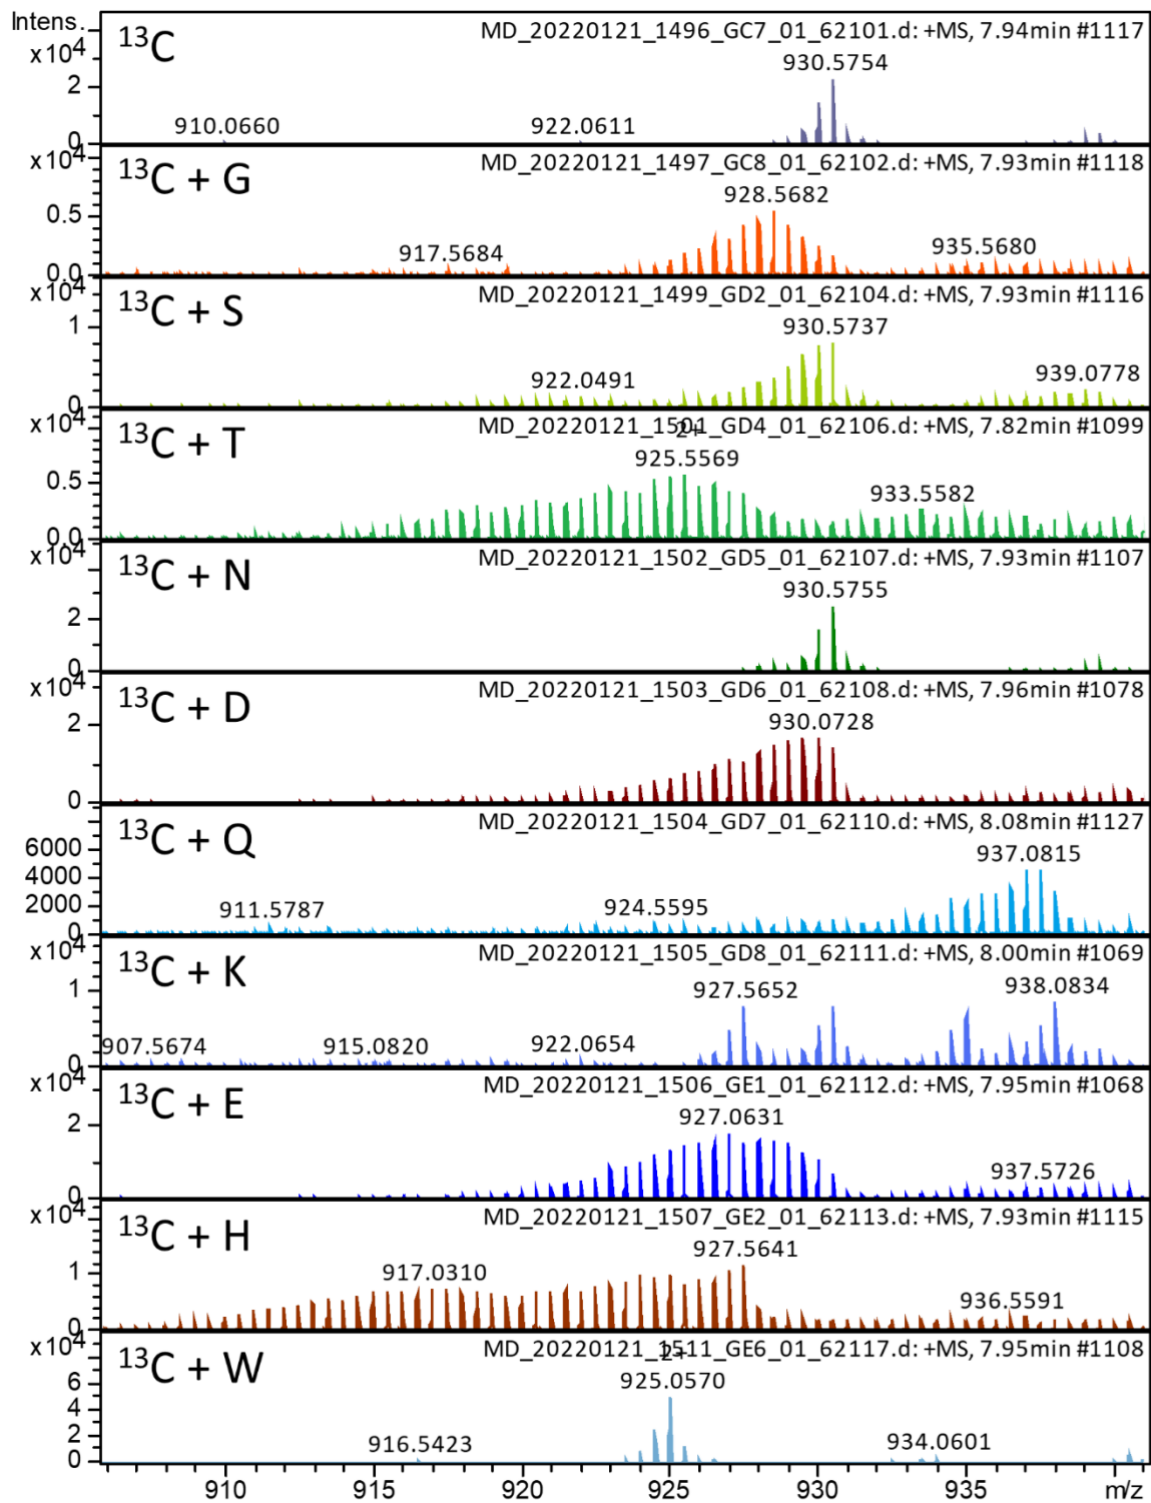 Intens.
x10⁴
¹³C
MD_20220121_1496_GC7_01_62101.d: +MS, 7.94min #1117
930.5754
2
910.0660
922.0611
0
x10⁴
¹³C + G
MD_20220121_1497_GC8_01_62102.d: +MS, 7.93min #1118
928.5682
0.5
917.5684
935.5680
0.0
x10⁴
¹³C + S
MD_20220121_1499_GD2_01_62104.d: +MS, 7.93min #1116
1
930.5737
922.0491
939.0778
0
x10⁴
¹³C + T
MD_20220121_1501_GD4_01_62106.d: +MS, 7.82min #1099
2+
925.5569
0.5
933.5582
0.0
x10⁴
¹³C + N
MD_20220121_1502_GD5_01_62107.d: +MS, 7.93min #1107
930.5755
2
0
x10⁴
¹³C + D
MD_20220121_1503_GD6_01_62108.d: +MS, 7.96min #1078
2
930.0728
0
¹³C + Q
MD_20220121_1504_GD7_01_62110.d: +MS, 8.08min #1127
6000
937.0815
4000
2000
911.5787
924.5595
0
x10⁴
¹³C + K
MD_20220121_1505_GD8_01_62111.d: +MS, 8.00min #1069
1
927.5652
938.0834
907.5674
915.0820
922.0654
0
x10⁴
¹³C + E
MD_20220121_1506_GE1_01_62112.d: +MS, 7.95min #1068
2
927.0631
937.5726
0
x10⁴
¹³C + H
MD_20220121_1507_GE2_01_62113.d: +MS, 7.93min #1115
927.5641
1
917.0310
936.5591
0
x10⁴
¹³C + W
MD_20220121_1511_GE6_01_62117.d: +MS, 7.95min #1108
2+
6
925.0570
4
2
916.5423
934.0601
0
910 915 920 925 930 935 m/z